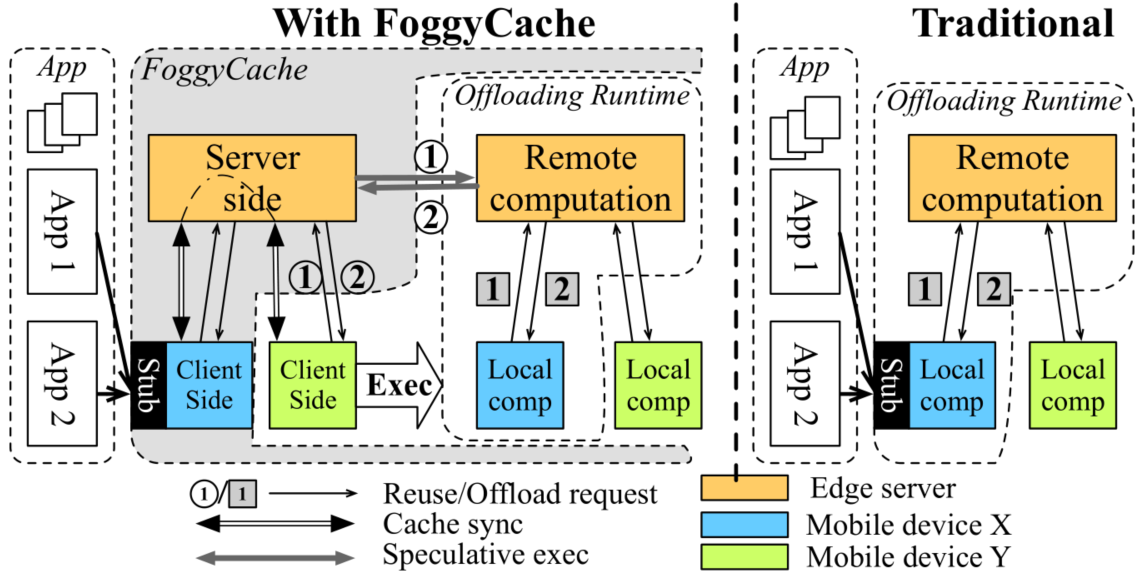 With FoggyCache
Traditional
App
FoggyCache
Offloading Runtime
App 1
App 2
Server
side
1
2
Remote
computation
1
2
1
2
Stub
Client
Side
Client
Side
Exec
Local
comp
Local
comp
App
Offloading Runtime
App 1
App 2
Remote
computation
1
2
Stub
Local
comp
Local
comp
1/1
Reuse/Offload request
Cache sync
Speculative exec
Edge server
Mobile device X
Mobile device Y